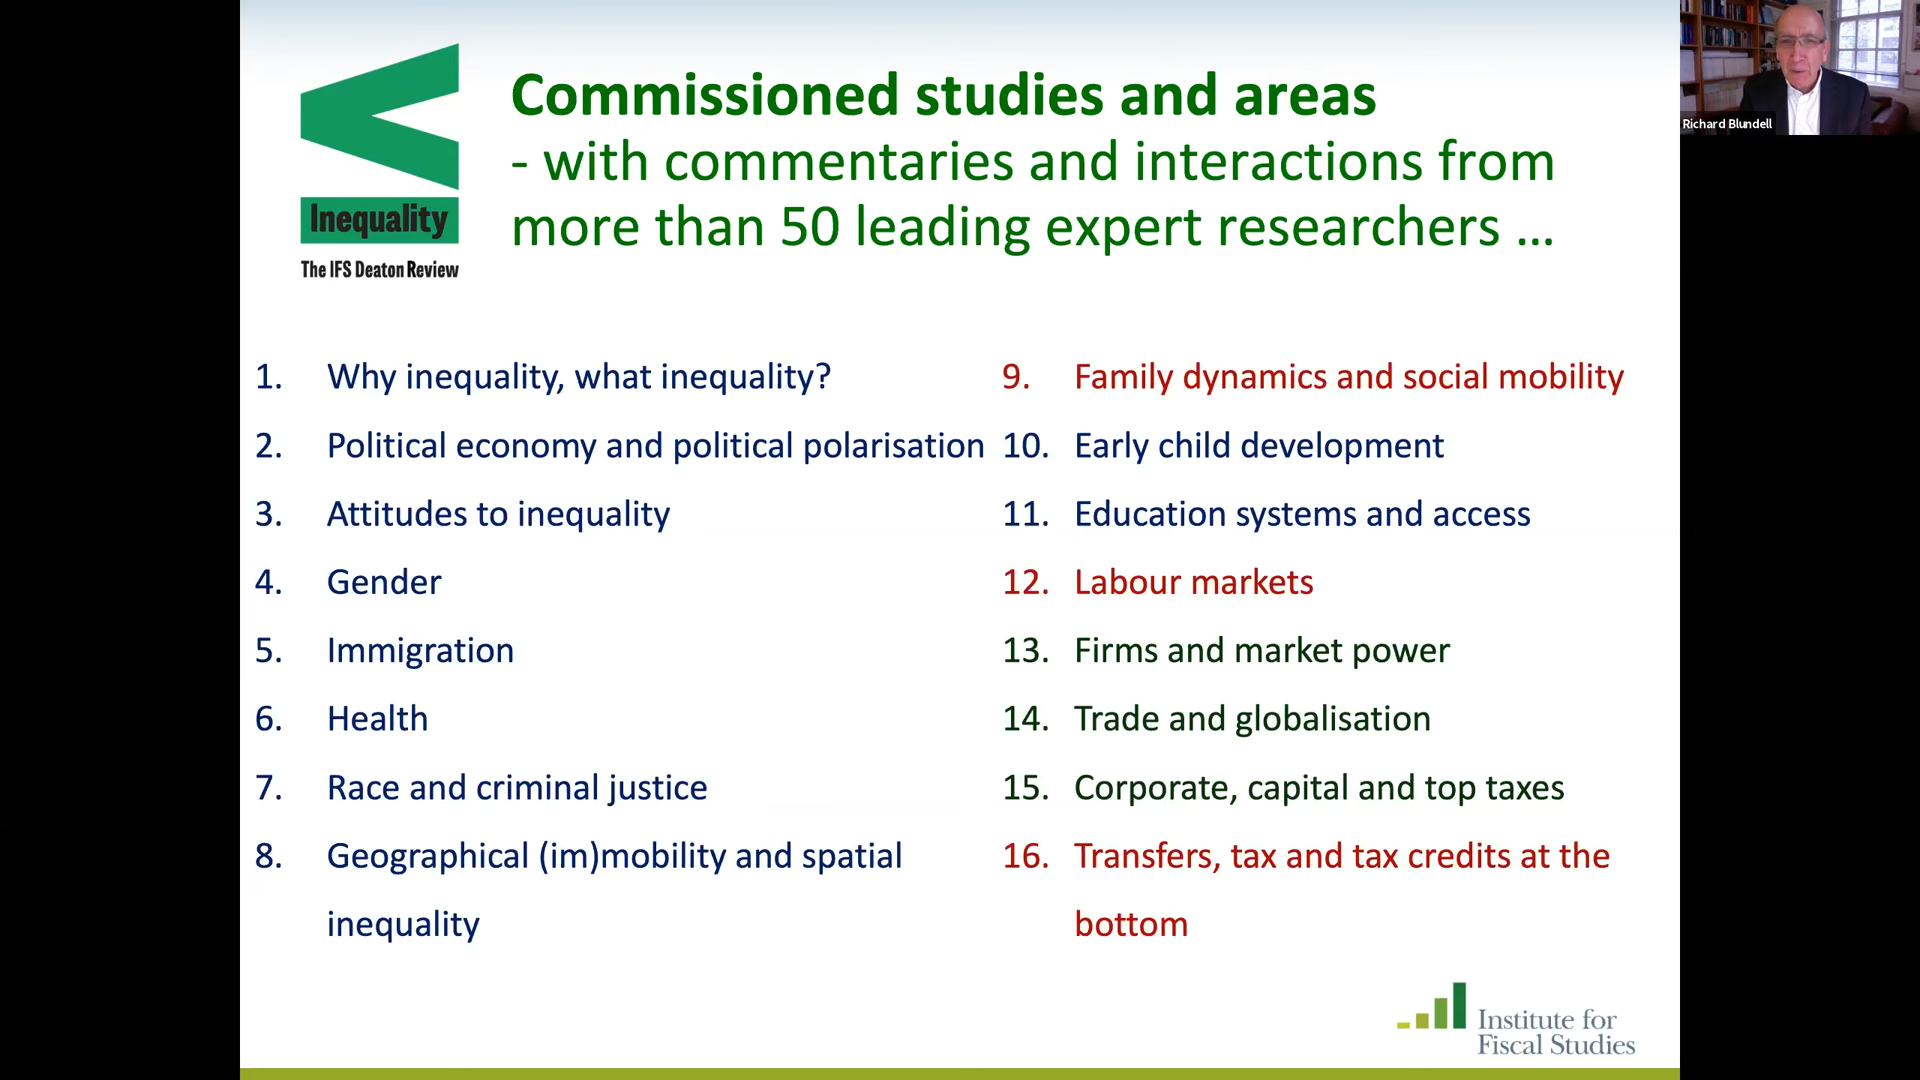 Commissioned studies and areas
- with commentaries and interactions from
more than 50 leading expert researchers ...
Inequality
The IFS Deaton Review
1. Why inequality, what inequality?
2. Political economy and political polarisation
3. Attitudes to inequality
4. Gender
5. Immigration
6. Health
7. Race and criminal justice
8. Geographical (im)mobility and spatial
inequality
9. Family dynamics and social mobility
10. Early child development
11. Education systems and access
12. Labour markets
13. Firms and market power
14. Trade and globalisation
15. Corporate, capital and top taxes
16. Transfers, tax and tax credits at the
bottom
Institute for
Fiscal Studies
Richard Blundell